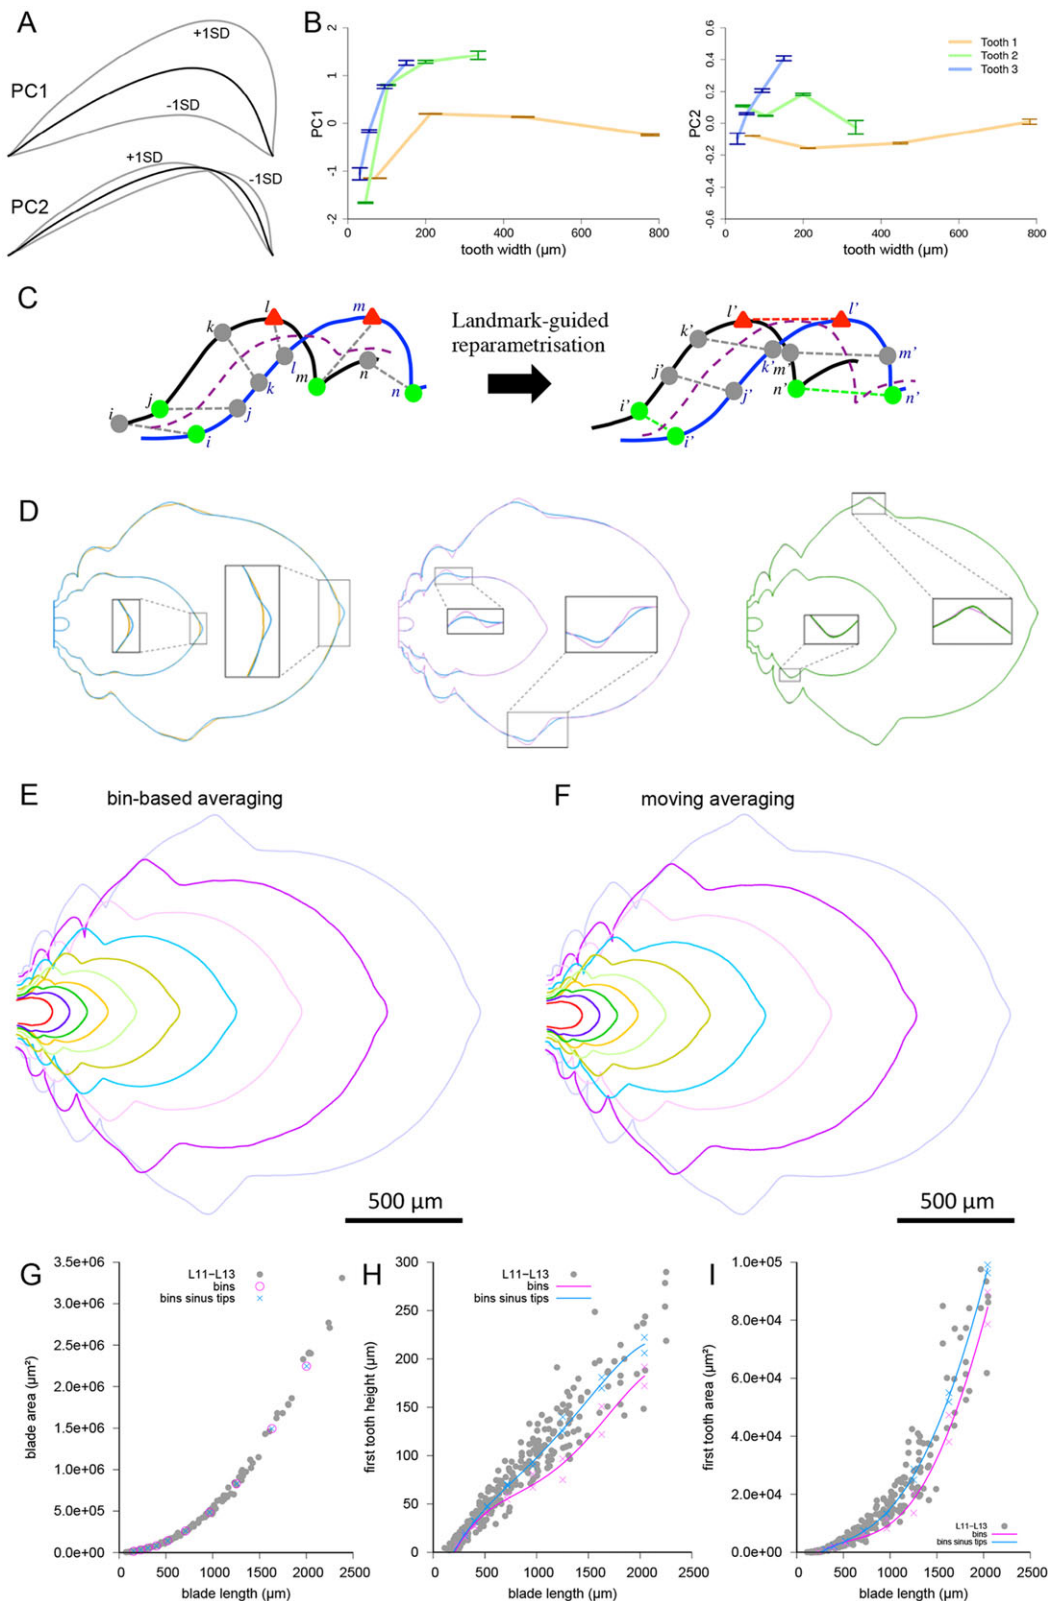 A
+1SD
PC1
-1SD
+1SD
-1SD
PC2
B
PC1
2
1
0
-1
-2
0 200 400 600 800
tooth width (µm)
PC2
0.6
0.4
0.2
0.0
-0.2
-0.4
-0.6
0 200 400 600 800
tooth width (µm)
Tooth 1
Tooth 2
Tooth 3
C
i j k l m n
i j k l m n
Landmark-guided
reparametrisation
i' j' k' l' m' n'
i' j' k' l' m' n'
D
E bin-based averaging
500 µm
F moving averaging
500 µm
G
L11–L13
bins
bins sinus tips
blade area (µm²)
3.5e+06
3.0e+06
2.5e+06
2.0e+06
1.5e+06
1.0e+06
5.0e+05
0.0e+00
0 500 1000 1500 2000 2500
blade length (µm)
H
L11–L13
bins
bins sinus tips
first tooth height (µm)
300
250
200
150
100
50
0
0 500 1000 1500 2000 2500
blade length (µm)
I
first tooth area (µm²)
1.0e+05
8.0e+04
6.0e+04
4.0e+04
2.0e+04
0.0e+00
L11–L13
bins
bins sinus tips
0 500 1000 1500 2000 2500
blade length (µm)